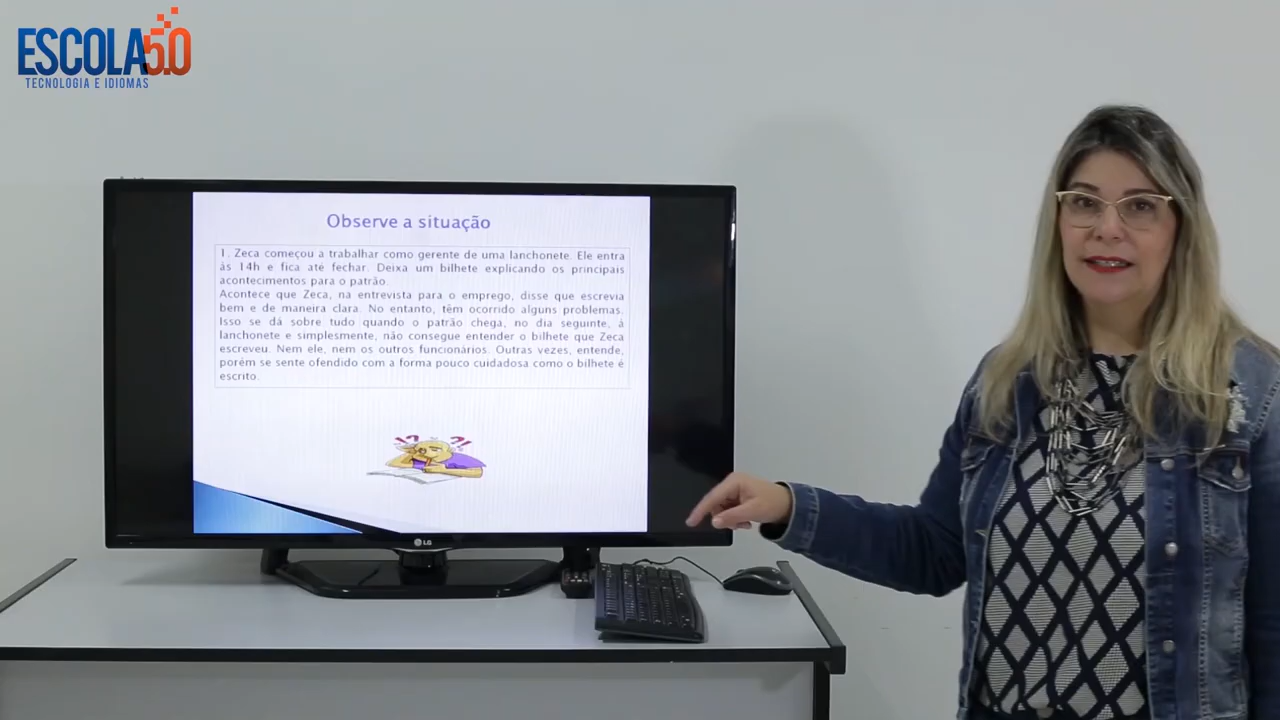 ESCOLA 5.0
TECNOLOGIA E IDIOMAS
Observe a situação
1. Zeca começou a trabalhar como gerente de uma lanchonete. Ele entra
às 14h e fica até fechar. Deixa um bilhete explicando os principais
acontecimentos para o patrão.
Acontece que Zeca, na entrevista para o emprego, disse que escrevia
bem e de maneira clara. No entanto, têm ocorrido alguns problemas.
Isso se dá sobre tudo quando o patrão chega, no dia seguinte, à
lanchonete e simplesmente, não consegue entender o bilhete que Zeca
escreveu. Nem ele, nem os outros funcionários. Outras vezes, entende,
porém se sente ofendido com a forma pouco cuidadosa como o bilhete é
escrito.
!?
?!
LG